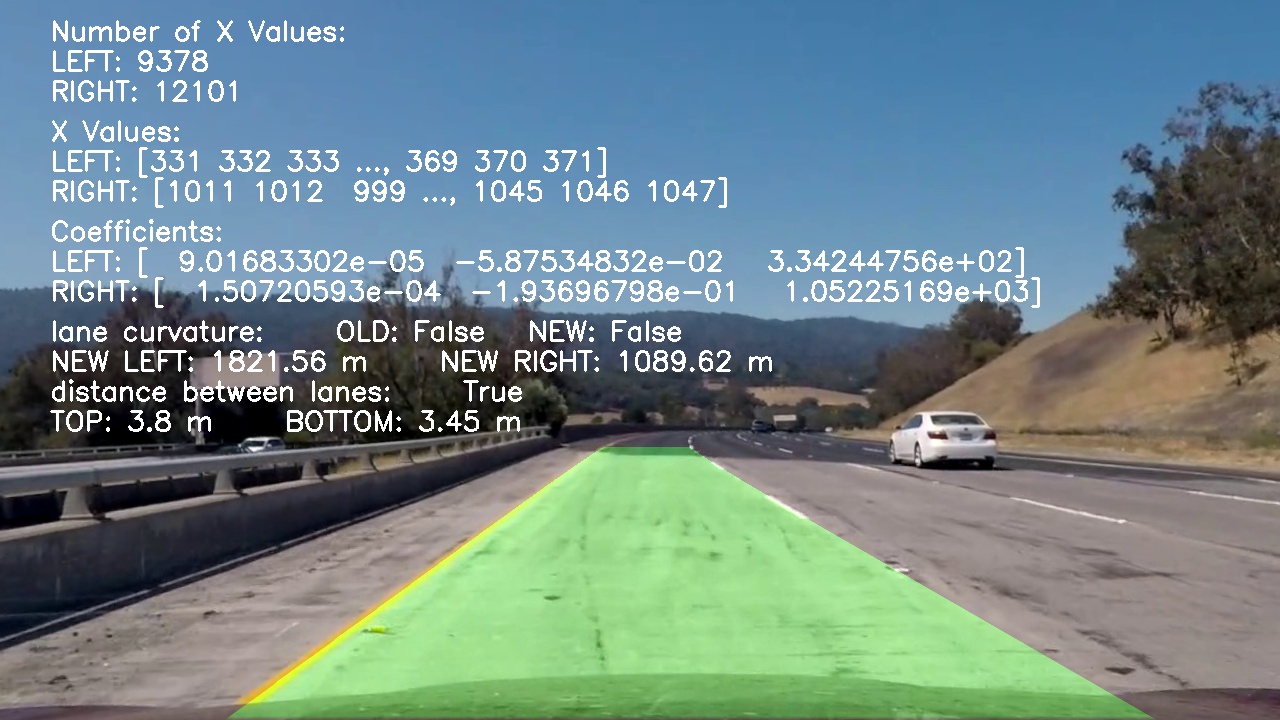 Number of X Values:
LEFT: 9378
RIGHT: 12101
X Values:
LEFT: [331 332 333 ..., 369 370 371]
RIGHT: [1011 1012 999 ..., 1045 1046 1047]
Coefficients:
LEFT: [ 9.01683302e-05 -5.87534832e-02 3.34244756e+02]
RIGHT: [ 1.50720593e-04 -1.93696798e-01 1.05225169e+03]
lane curvature: OLD: False NEW: False
NEW LEFT: 1821.56 m NEW RIGHT: 1089.62 m
distance between lanes: True
TOP: 3.8 m BOTTOM: 3.45 m